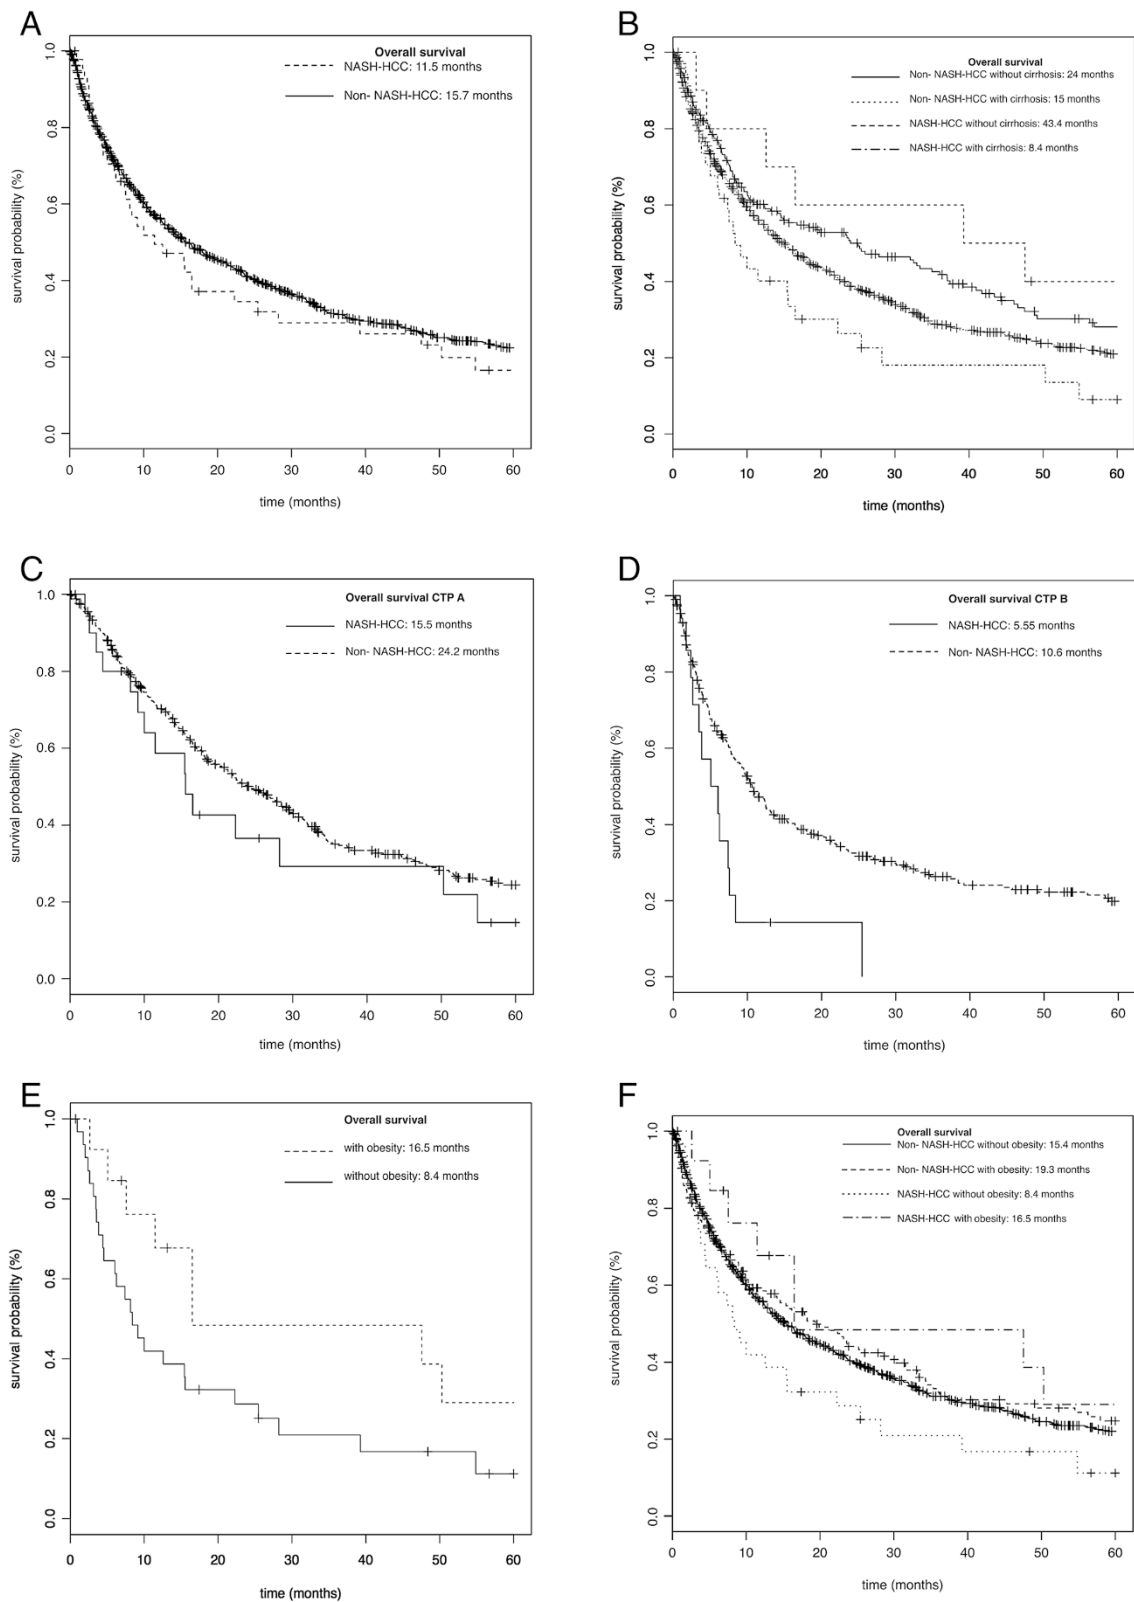 A
Overall survival
NASH-HCC: 11.5 months
Non- NASH-HCC: 15.7 months
survival probability (%)
1.0
0.8
0.6
0.4
0.2
0.0
0 10 20 30 40 50 60
time (months)
B
Overall survival
Non- NASH-HCC without cirrhosis: 24 months
Non- NASH-HCC with cirrhosis: 15 months
NASH-HCC without cirrhosis: 43.4 months
NASH-HCC with cirrhosis: 8.4 months
survival probability (%)
1.0
0.8
0.6
0.4
0.2
0.0
0 10 20 30 40 50 60
time (months)
C
Overall survival CTP A
NASH-HCC: 15.5 months
Non- NASH-HCC: 24.2 months
survival probability (%)
1.0
0.8
0.6
0.4
0.2
0.0
0 10 20 30 40 50 60
time (months)
D
Overall survival CTP B
NASH-HCC: 5.55 months
Non- NASH-HCC: 10.6 months
survival probability (%)
1.0
0.8
0.6
0.4
0.2
0.0
0 10 20 30 40 50 60
time (months)
E
Overall survival
with obesity: 16.5 months
without obesity: 8.4 months
survival probability (%)
1.0
0.8
0.6
0.4
0.2
0.0
0 10 20 30 40 50 60
time (months)
F
Overall survival
Non- NASH-HCC without obesity: 15.4 months
Non- NASH-HCC with obesity: 19.3 months
NASH-HCC without obesity: 8.4 months
NASH-HCC with obesity: 16.5 months
survival probability (%)
1.0
0.8
0.6
0.4
0.2
0.0
0 10 20 30 40 50 60
time (months)